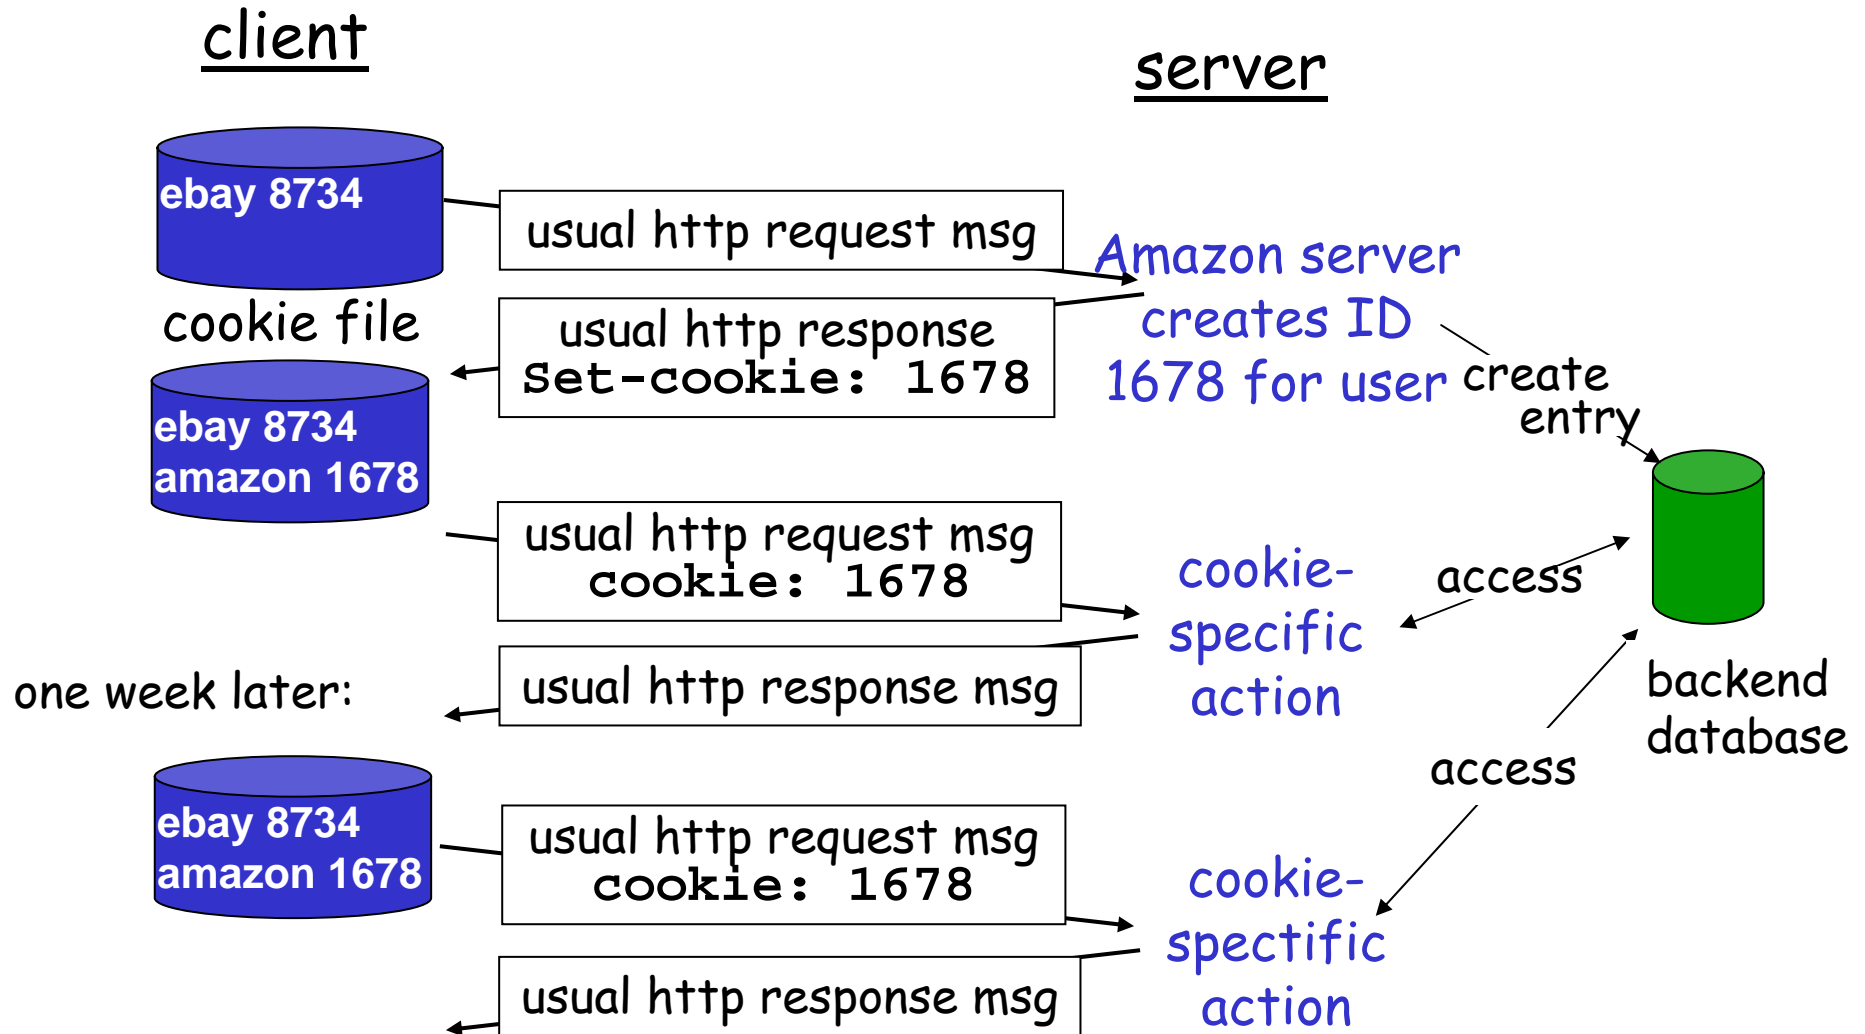 client
server
ebay 8734
usual http request msg
Amazon server
creates ID
1678 for user
cookie file
usual http response
Set-cookie: 1678
create
entry
ebay 8734
amazon 1678
usual http request msg
cookie: 1678
cookie-
specific
action
access
usual http response msg
one week later:
backend
database
access
ebay 8734
amazon 1678
usual http request msg
cookie: 1678
cookie-
spectific
action
usual http response msg